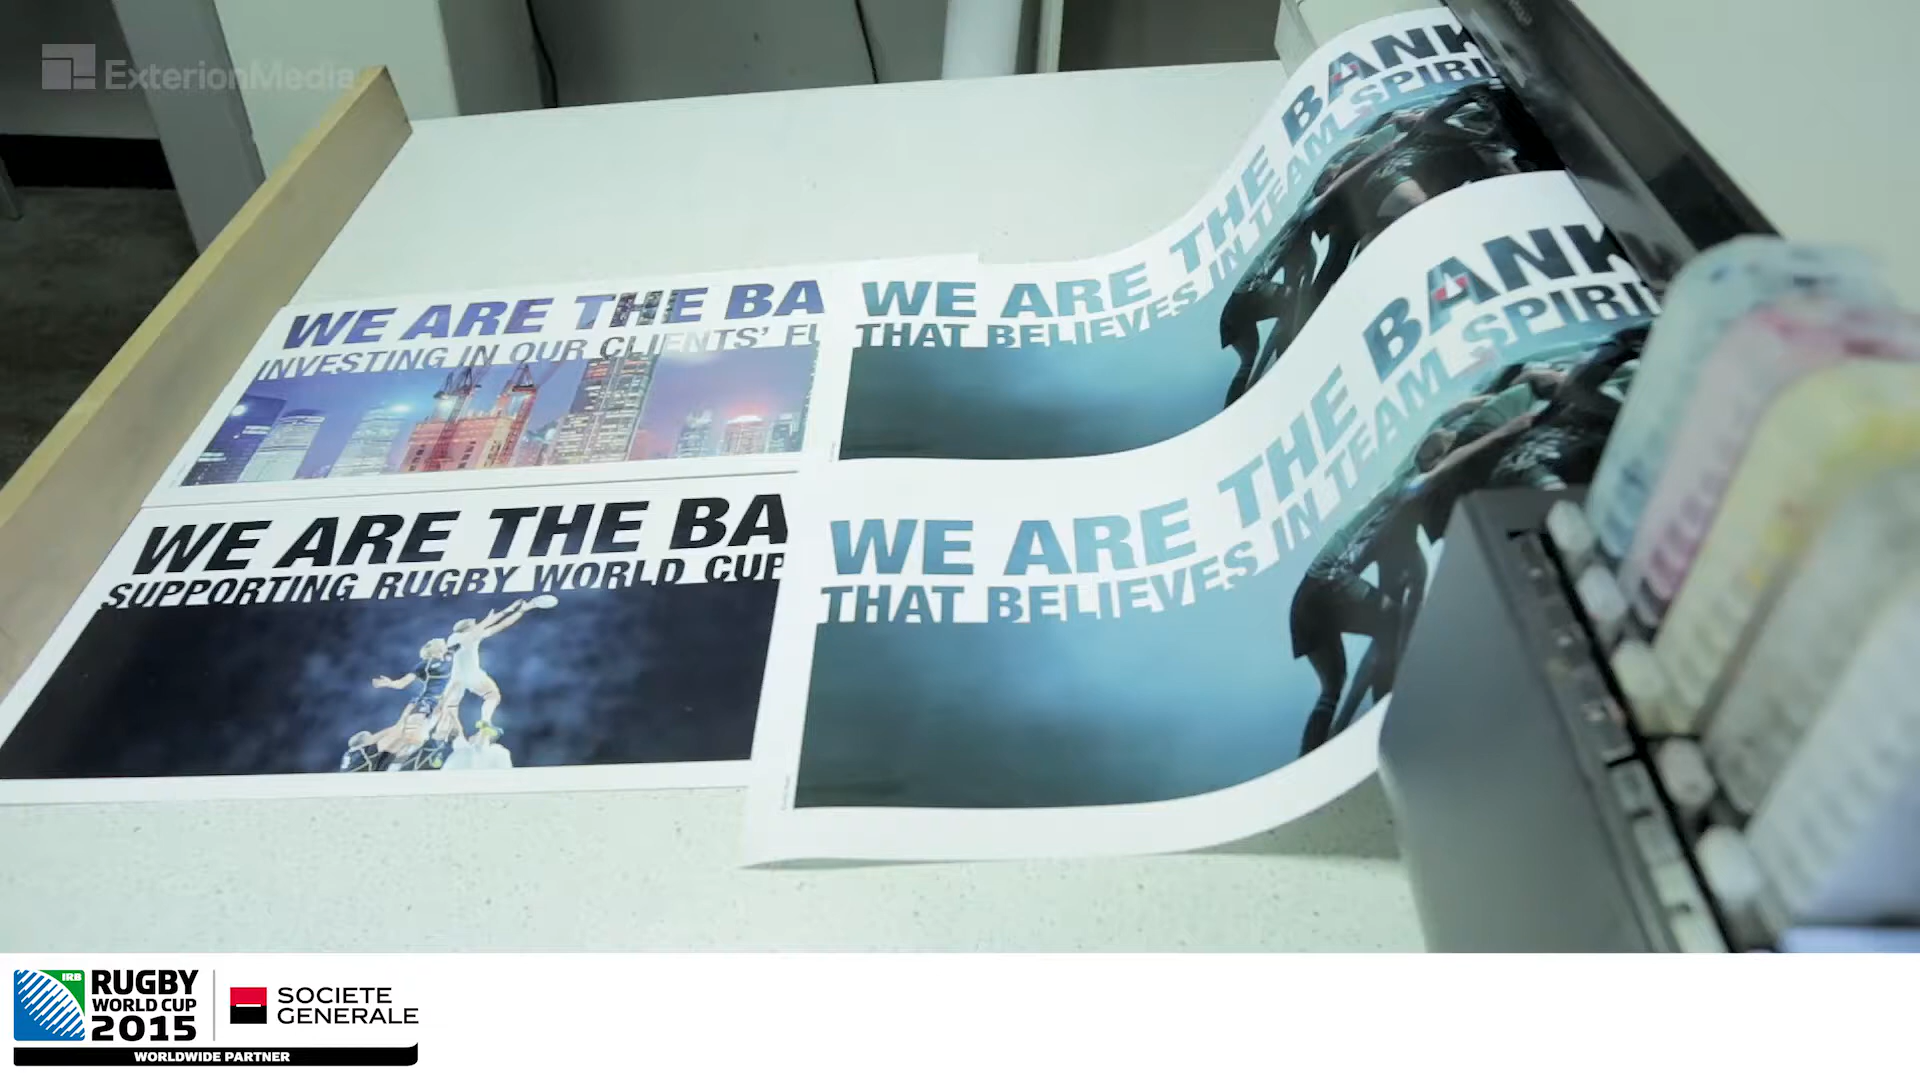 ExterionMedia
WE ARE THE BANK
THAT BELIEVES IN TEAM SPIRI
WE ARE THE BA
INVESTING IN OUR CLIENTS' FU
WE ARE THE BANK
THAT BELIEVES IN TEAM SPIRI
WE ARE THE BA
SUPPORTING RUGBY WORLD CUP
IRB
RUGBY
WORLD CUP
2015
SOCIETE
GENERALE
WORLDWIDE PARTNER